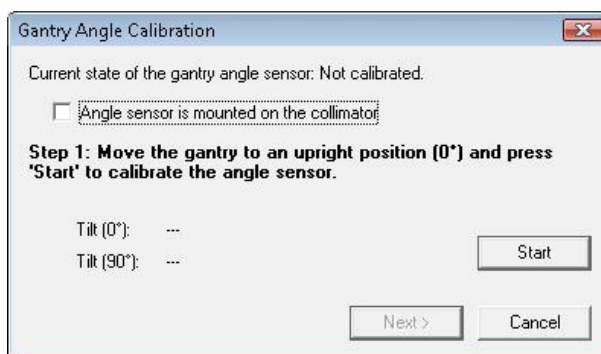 Gantry Angle Calibration
Current state of the gantry angle sensor: Not calibrated.
Angle sensor is mounted on the collimator
Step 1: Move the gantry to an upright position (0°) and press
'Start' to calibrate the angle sensor.
Tilt (0°): ---
Tilt (90°): ---
Start
Next >
Cancel